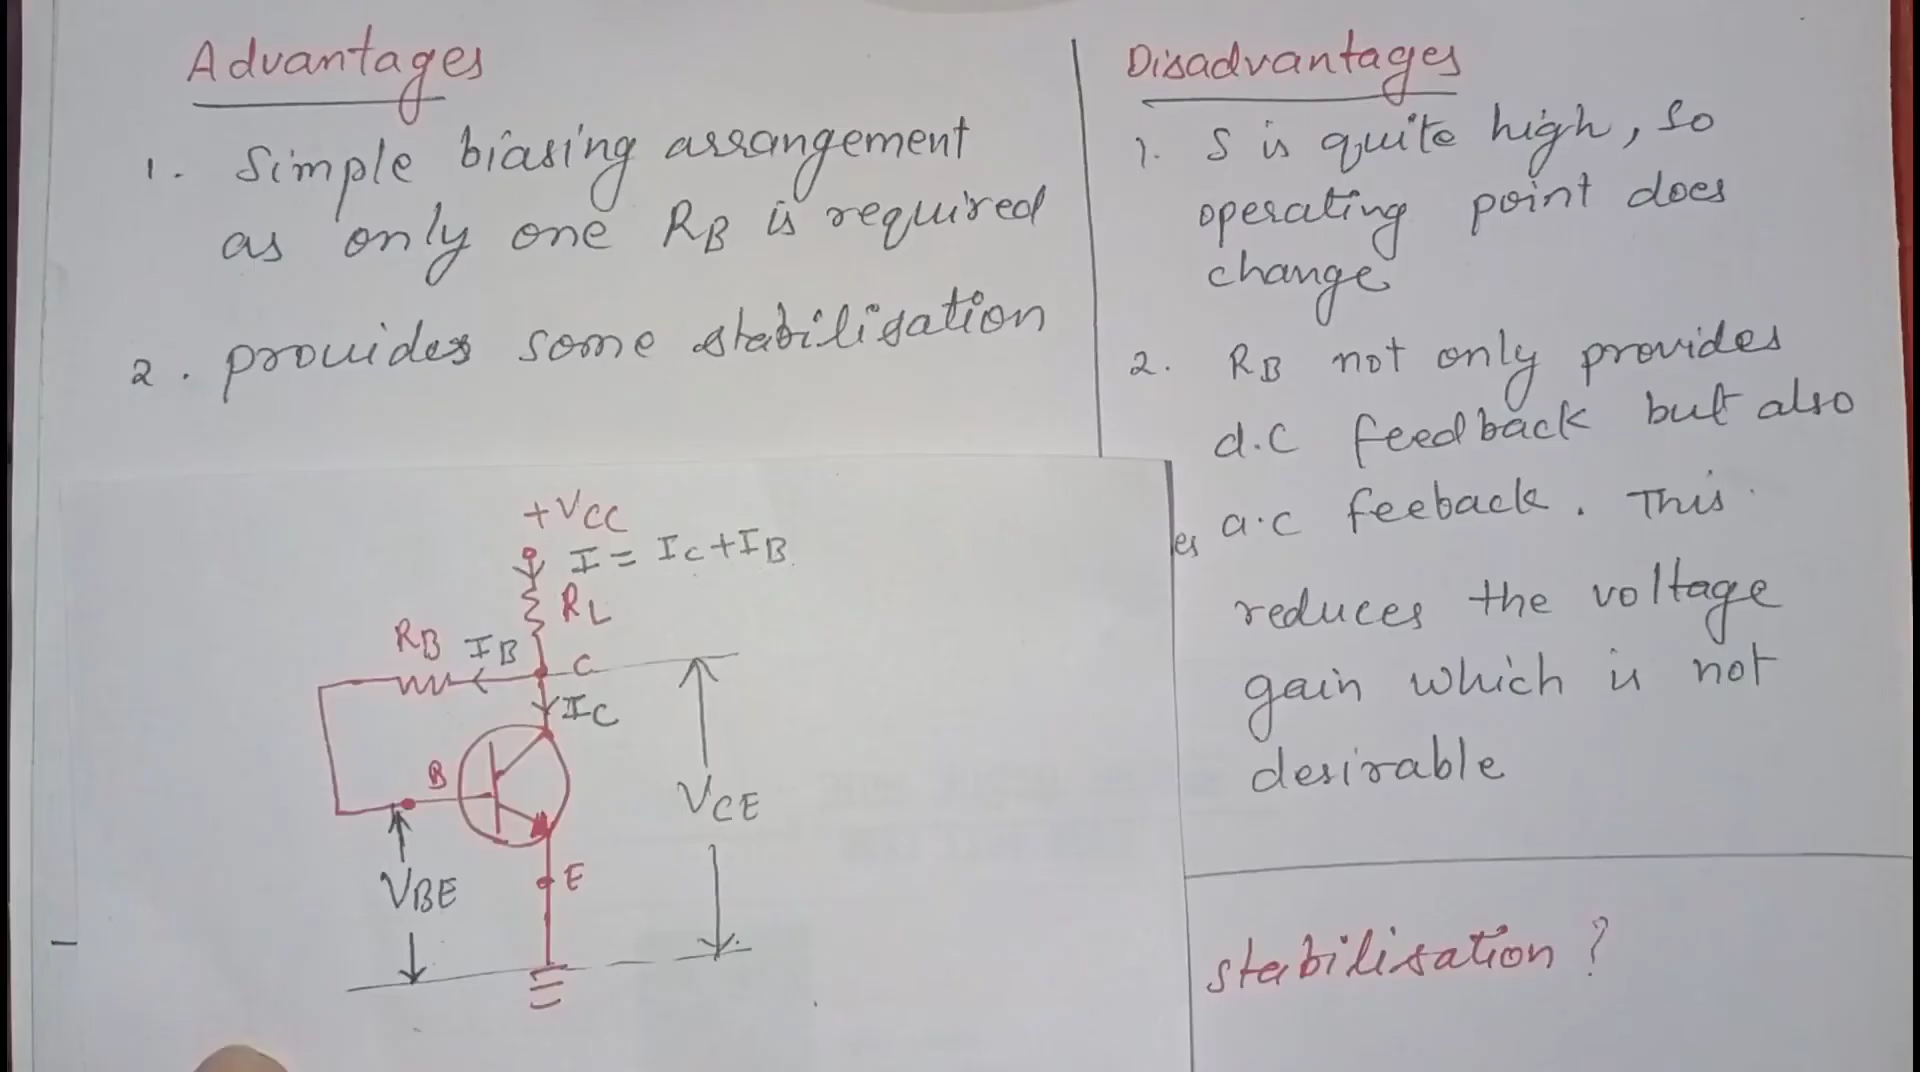 Advantages
1. Simple biasing arrangement
as only one RB is required
2. provides some stabilisation
Disadvantages
1. S is quite high, so
operating point does
change
2. RB not only provides
d.c feedback but also
a.c feeback. This
reduces the voltage
gain which is not
desirable
es
+VCC
I = IC + IB
RL
RB IB
C
IC
B
VCE
VBE
E
stabilisation?